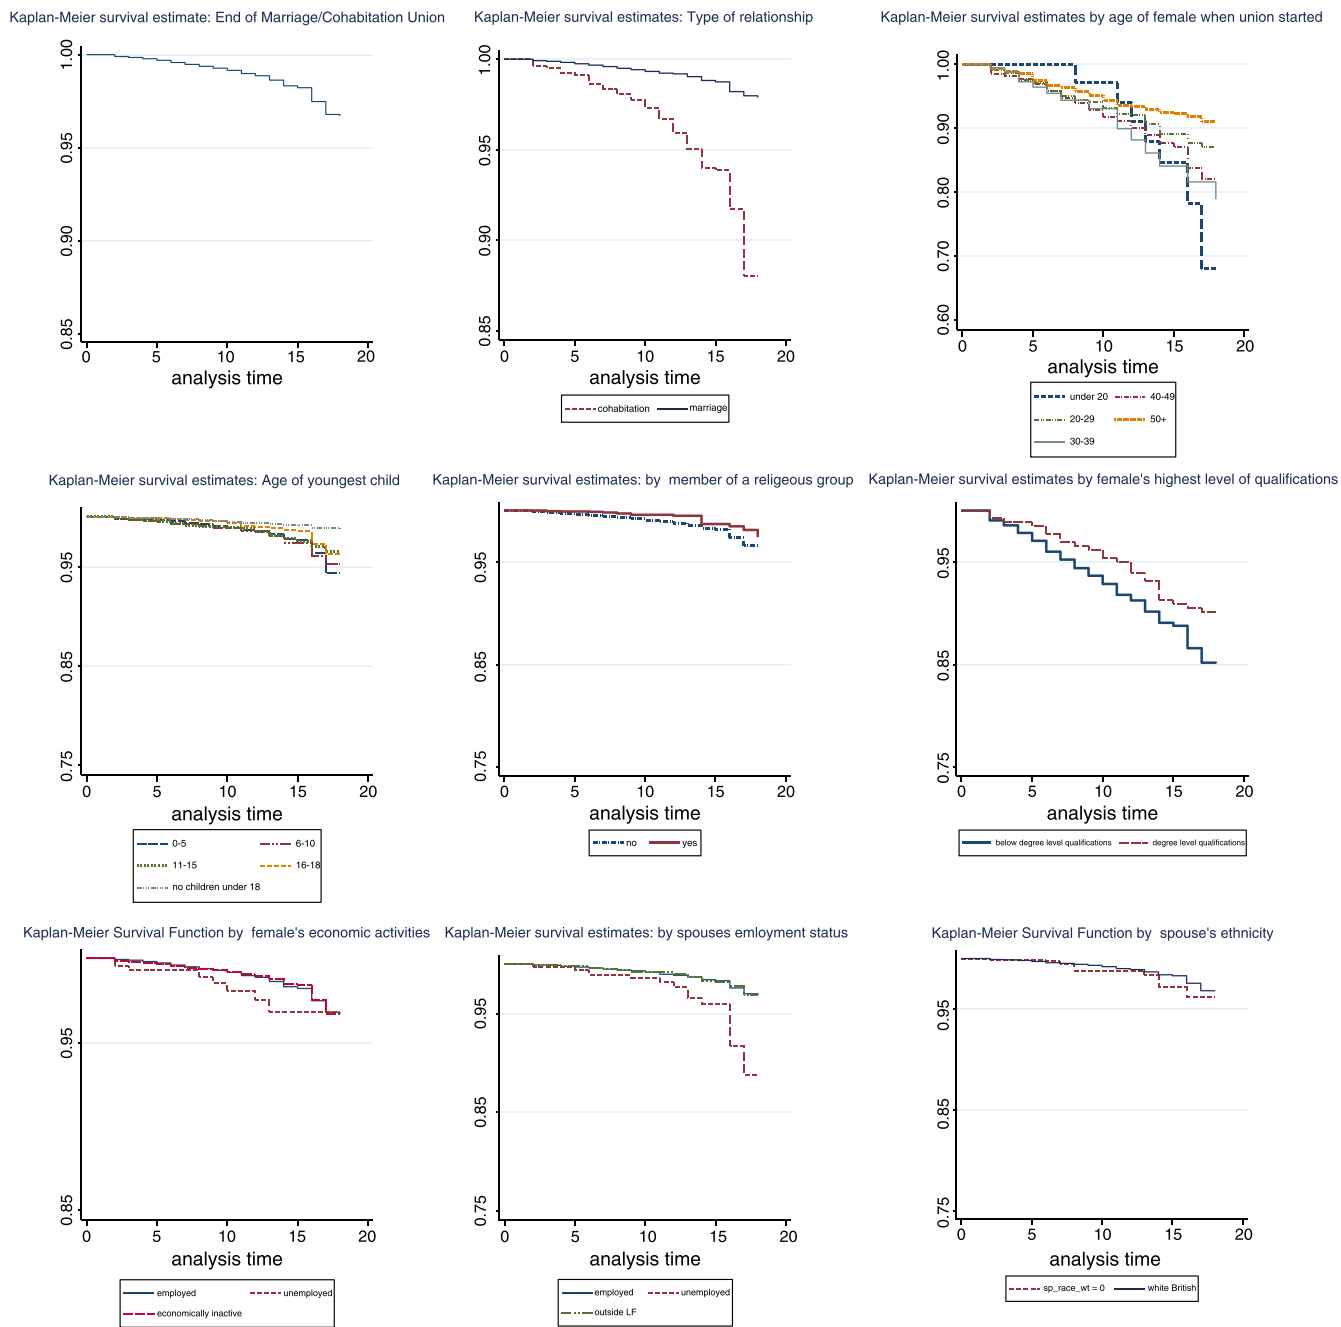 Kaplan-Meier survival estimate: End of Marriage/Cohabitation Union
1.00
0.95
0.90
0.85
0 5 10 15 20
analysis time
Kaplan-Meier survival estimates: Type of relationship
1.00
0.95
0.90
0.85
0 5 10 15 20
analysis time
cohabitation marriage
Kaplan-Meier survival estimates by age of female when union started
1.00
0.90
0.80
0.70
0.60
0 5 10 15 20
analysis time
under 20 40-49
20-29 50+
30-39
Kaplan-Meier survival estimates: Age of youngest child
0.95
0.85
0.75
0 5 10 15 20
analysis time
0-5 6-10
11-15 16-18
no children under 18
Kaplan-Meier survival estimates: by member of a religeous group
0.95
0.85
0.75
0 5 10 15 20
analysis time
no yes
Kaplan-Meier survival estimates by female's highest level of qualifications
0.95
0.85
0.75
0 5 10 15 20
analysis time
below degree level qualifications degree level qualifications
Kaplan-Meier Survival Function by female's economic activities
0.95
0.85
0 5 10 15 20
analysis time
employed unemployed
economically inactive
Kaplan-Meier survival estimates: by spouses emloyment status
0.95
0.85
0.75
0 5 10 15 20
analysis time
employed unemployed
outside LF
Kaplan-Meier Survival Function by spouse's ethnicity
0.95
0.85
0.75
0 5 10 15 20
analysis time
sp_race_wt = 0 white British